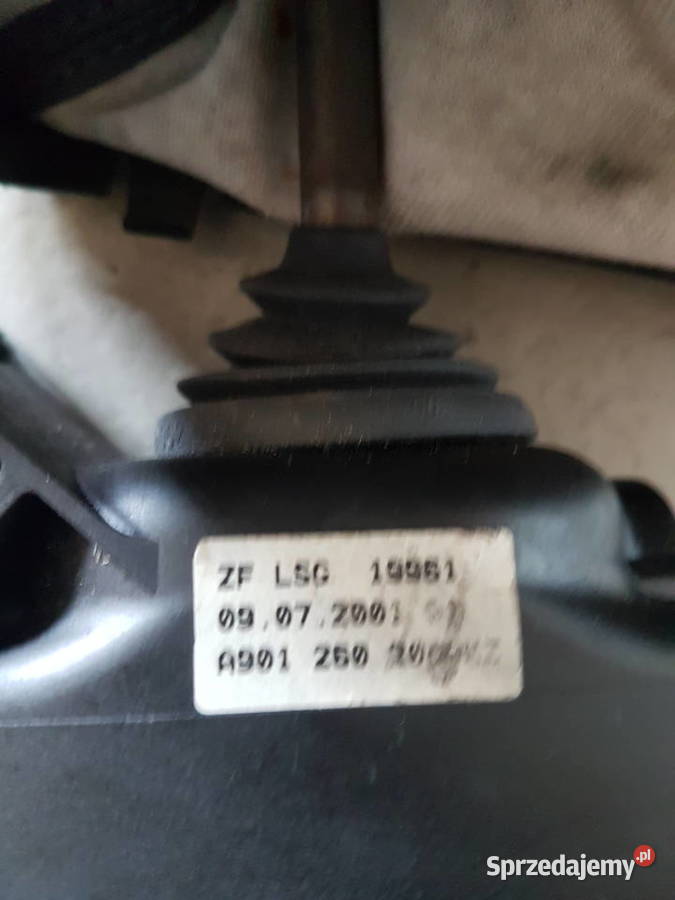 ZF LSG 19961
09.07.2001
A901 260
Sprzedajemy.pl